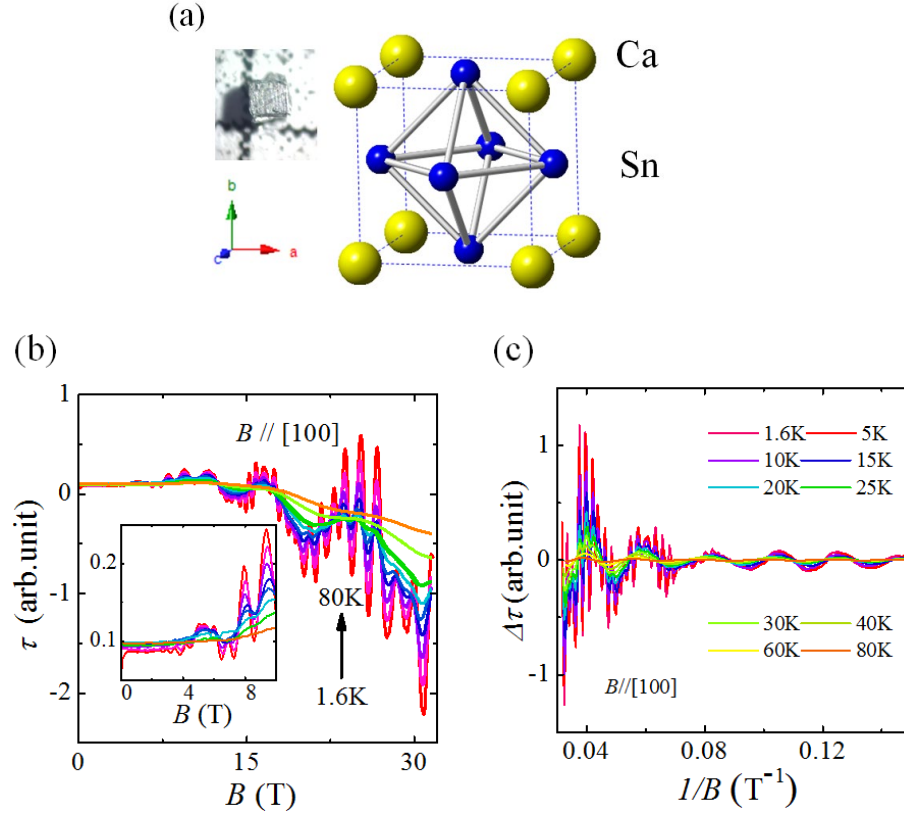 (a)
Ca
Sn
b
a
c
(b)
B // [100]
τ (arb.unit)
1
0
-1
-2
0.2
0.1
0 4 8
B (T)
80K
1.6K
0 15 30
B (T)
(c)
Δτ (arb.unit)
1
0
-1
1.6K 5K
10K 15K
20K 25K
30K 40K
60K 80K
B//[100]
0.04 0.08 0.12
1/B (T⁻¹)